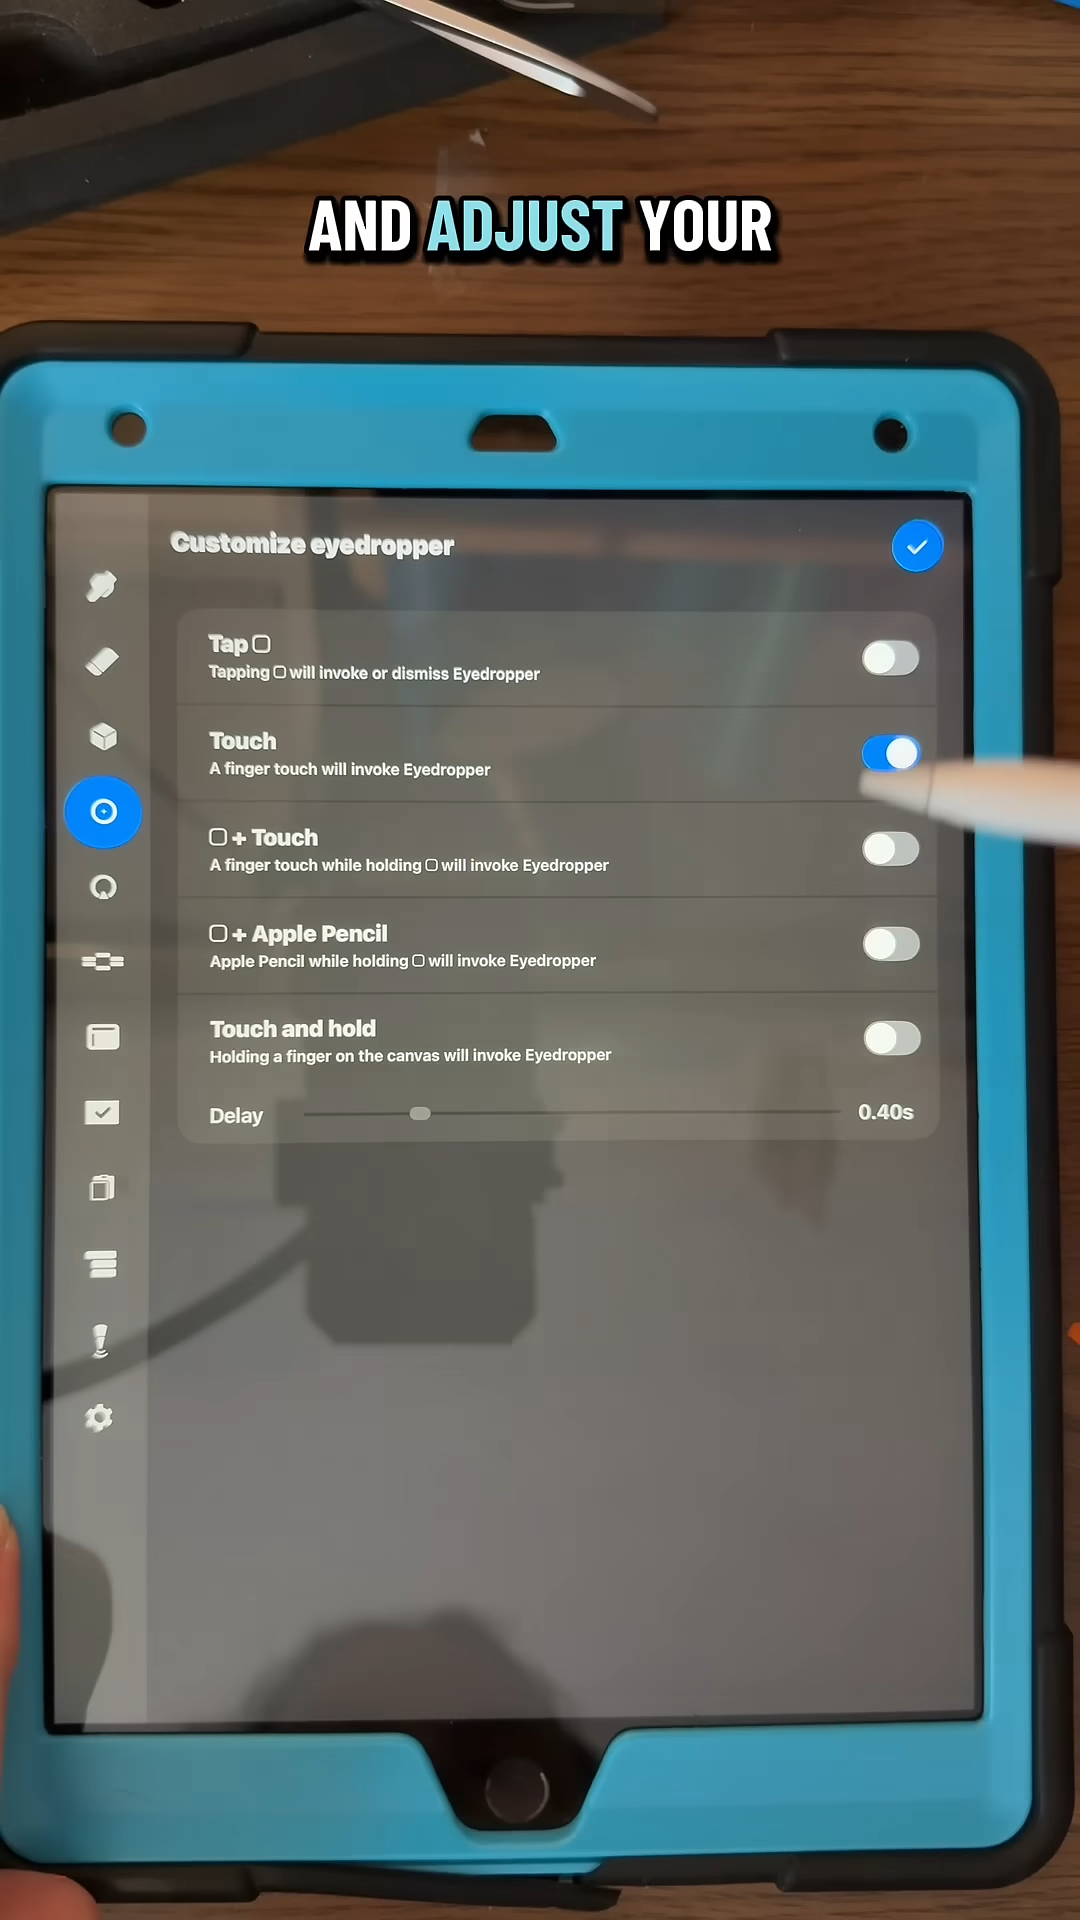 AND ADJUST YOUR
Customize eyedropper
Tap
Tapping will invoke or dismiss Eyedropper
Touch
A finger touch will invoke Eyedropper
+ Touch
A finger touch while holding will invoke Eyedropper
+ Apple Pencil
Apple Pencil while holding will invoke Eyedropper
Touch and hold
Holding a finger on the canvas will invoke Eyedropper
Delay 0.40s